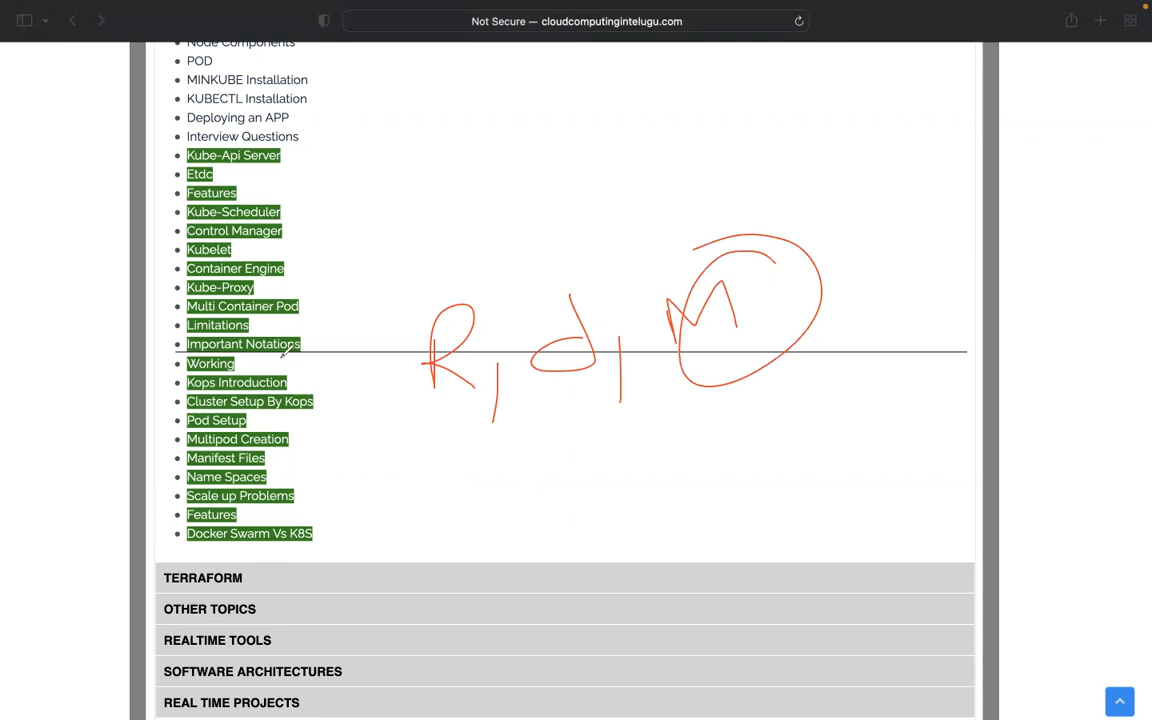 Not Secure — cloudcomputingintelugu.com
Node Components
POD
MINKUBE Installation
KUBECTL Installation
Deploying an APP
Interview Questions
Kube-Api Server
Etdc
Features
Kube-Scheduler
Control Manager
Kubelet
Container Engine
Kube-Proxy
Multi Container Pod
Limitations
Important Notations
Working
Kops Introduction
Cluster Setup By Kops
Pod Setup
Multipod Creation
Manifest Files
Name Spaces
Scale up Problems
Features
Docker Swarm Vs K8S
R, d, M
TERRAFORM
OTHER TOPICS
REALTIME TOOLS
SOFTWARE ARCHITECTURES
REAL TIME PROJECTS